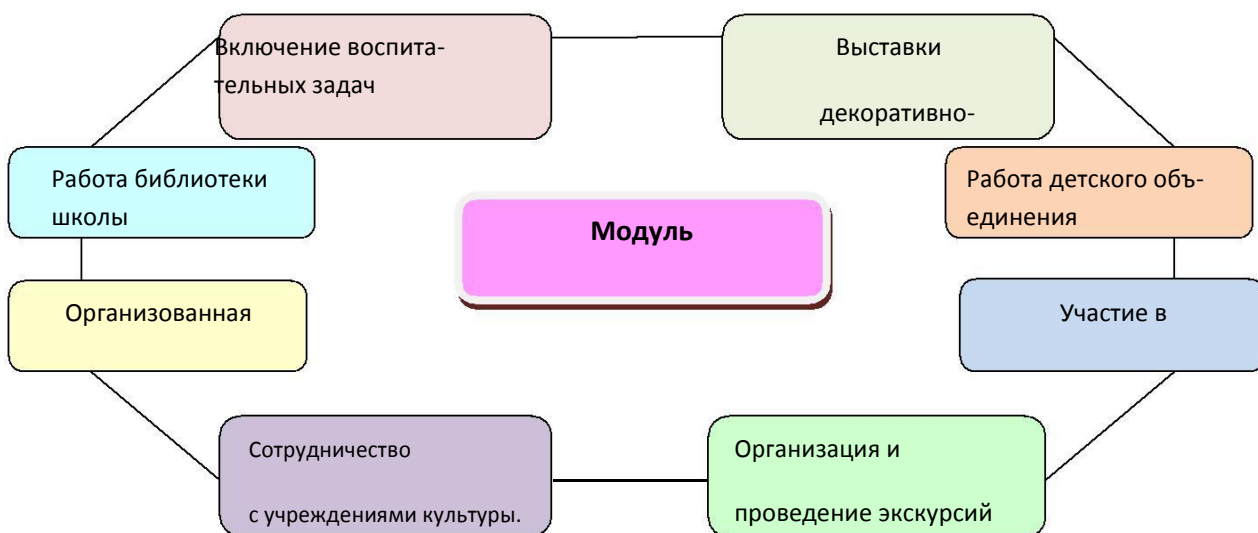 Включение воспита-
тельных задач
Выставки
декоративно-
Работа библиотеки
школы
Модуль
Работа детского объ-
единения
Организованная
Участие в
Сотрудничество
с учреждениями культуры.
Организация и
проведение экскурсий